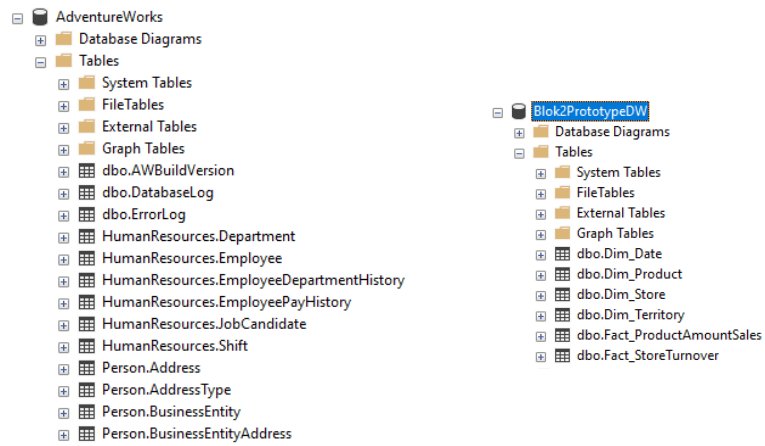 AdventureWorks
Database Diagrams
Tables
System Tables
FileTables
External Tables
Graph Tables
dbo.AWBuildVersion
dbo.DatabaseLog
dbo.ErrorLog
HumanResources.Department
HumanResources.Employee
HumanResources.EmployeeDepartmentHistory
HumanResources.EmployeePayHistory
HumanResources.JobCandidate
HumanResources.Shift
Person.Address
Person.AddressType
Person.BusinessEntity
Person.BusinessEntityAddress
Blok2PrototypeDW
Database Diagrams
Tables
System Tables
FileTables
External Tables
Graph Tables
dbo.Dim_Date
dbo.Dim_Product
dbo.Dim_Store
dbo.Dim_Territory
dbo.Fact_ProductAmountSales
dbo.Fact_StoreTurnover